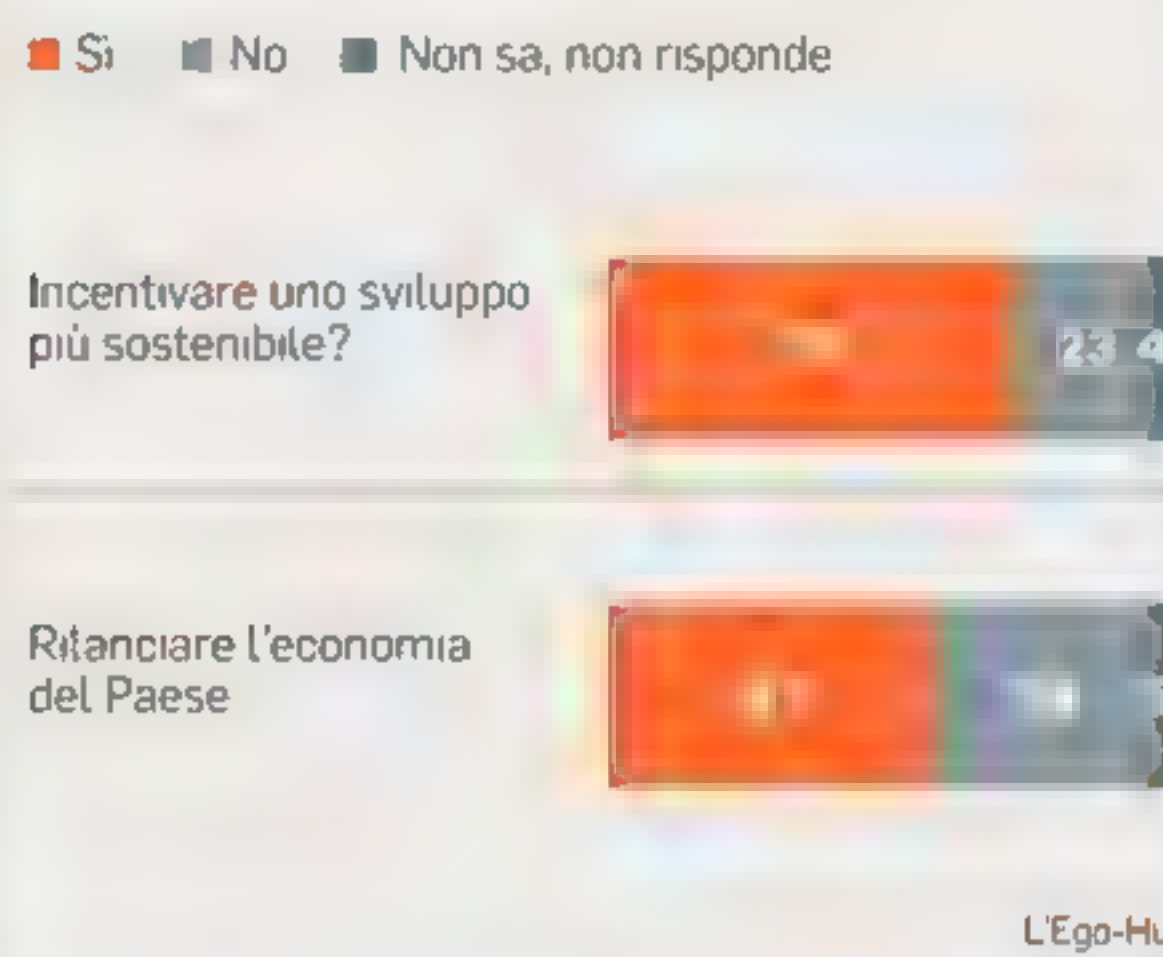 Sì No Non sa, non risponde
Incentivare uno sviluppo
più sostenibile?
23 4
Rilanciare l'economia
del Paese
L'Ego-Hu